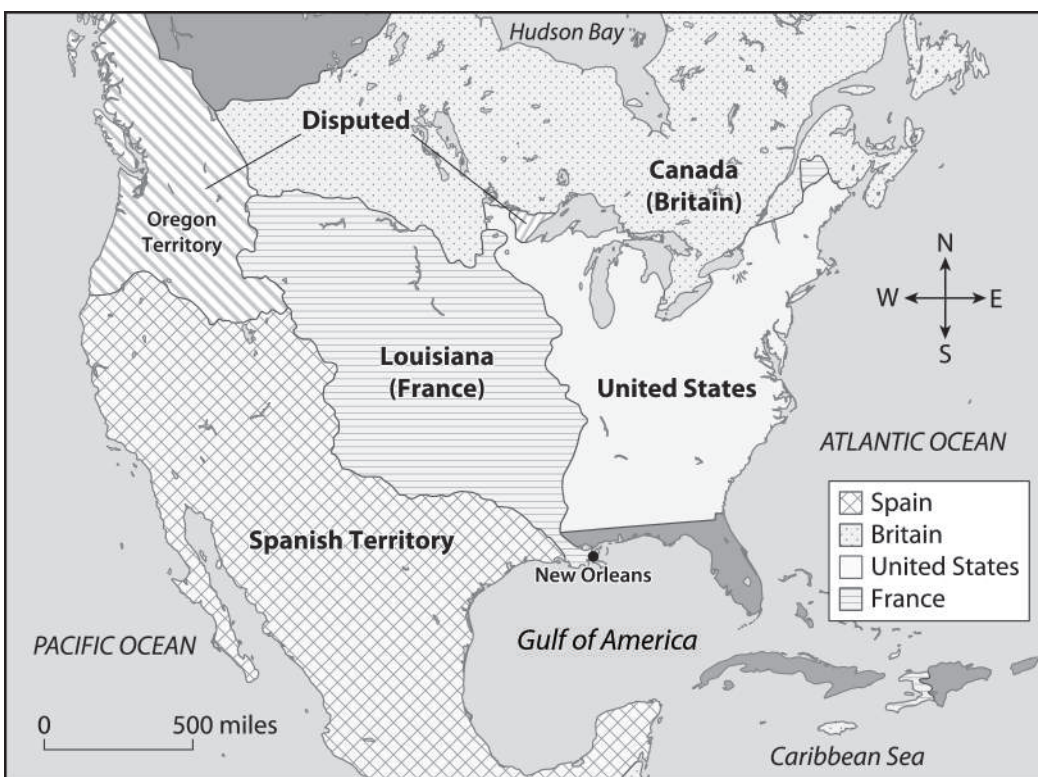 Hudson Bay
Disputed
Canada
(Britain)
Oregon
Territory
N
W
E
S
Louisiana
(France)
United States
ATLANTIC OCEAN
Spain
Britain
United States
France
Spanish Territory
New Orleans
Gulf of America
PACIFIC OCEAN
0
500 miles
Caribbean Sea